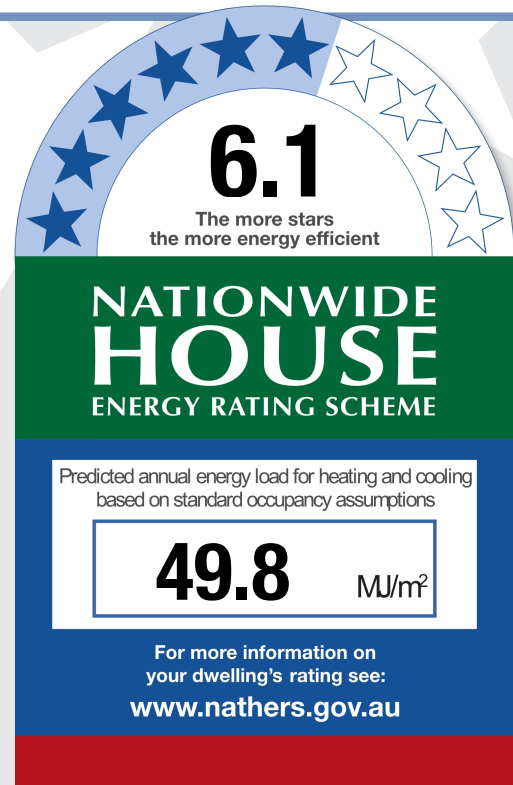 6.1
The more stars
the more energy efficient
NATIONWIDE
HOUSE
ENERGY RATING SCHEME
Predicted annual energy load for heating and cooling
based on standard occupancy assumptions
49.8 MJ/m²
For more information on
your dwelling's rating see:
www.nathers.gov.au